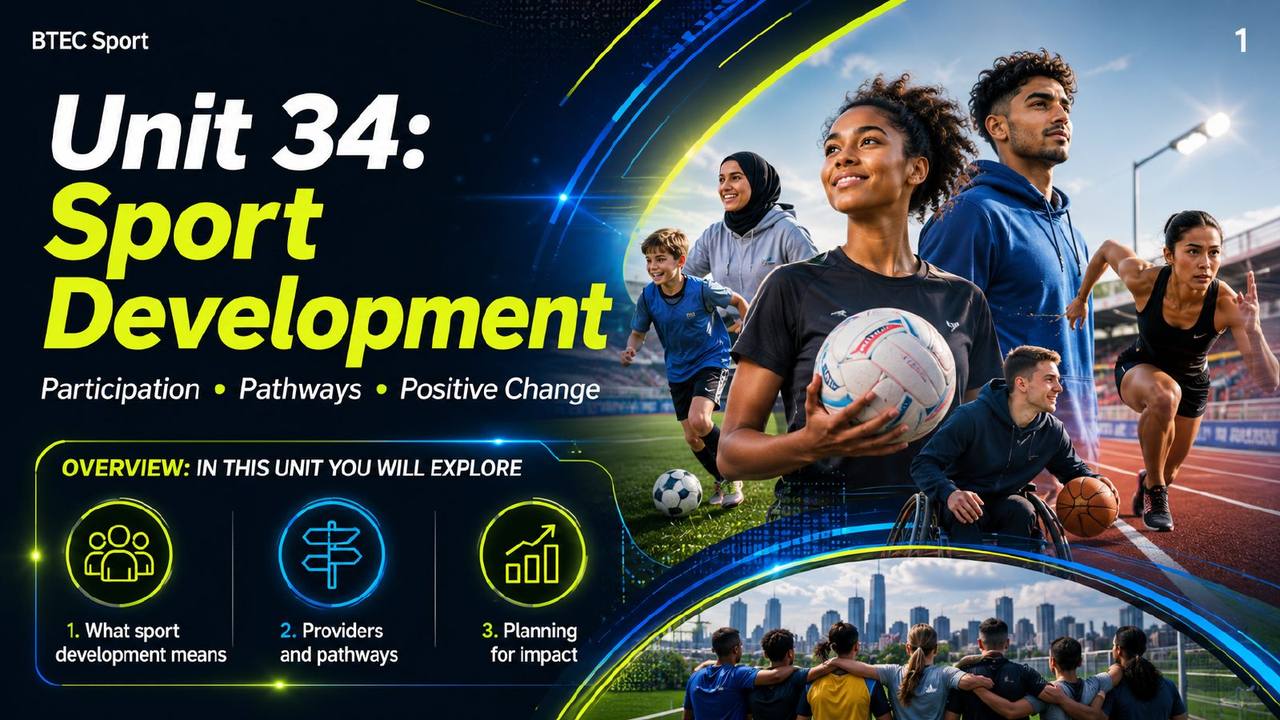 BTEC Sport
1
Unit 34:
Sport
Development
Participation • Pathways • Positive Change
OVERVIEW: IN THIS UNIT YOU WILL EXPLORE
1. What sport
development means
2. Providers
and pathways
3. Planning
for impact